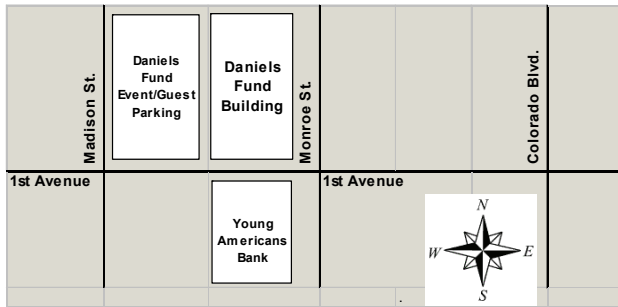 Madison St.
Daniels
Fund
Event/Guest
Parking
Daniels
Fund
Building
Monroe St.
Colorado Blvd.
1st Avenue
1st Avenue
Young
Americans
Bank
N
W
E
S
.